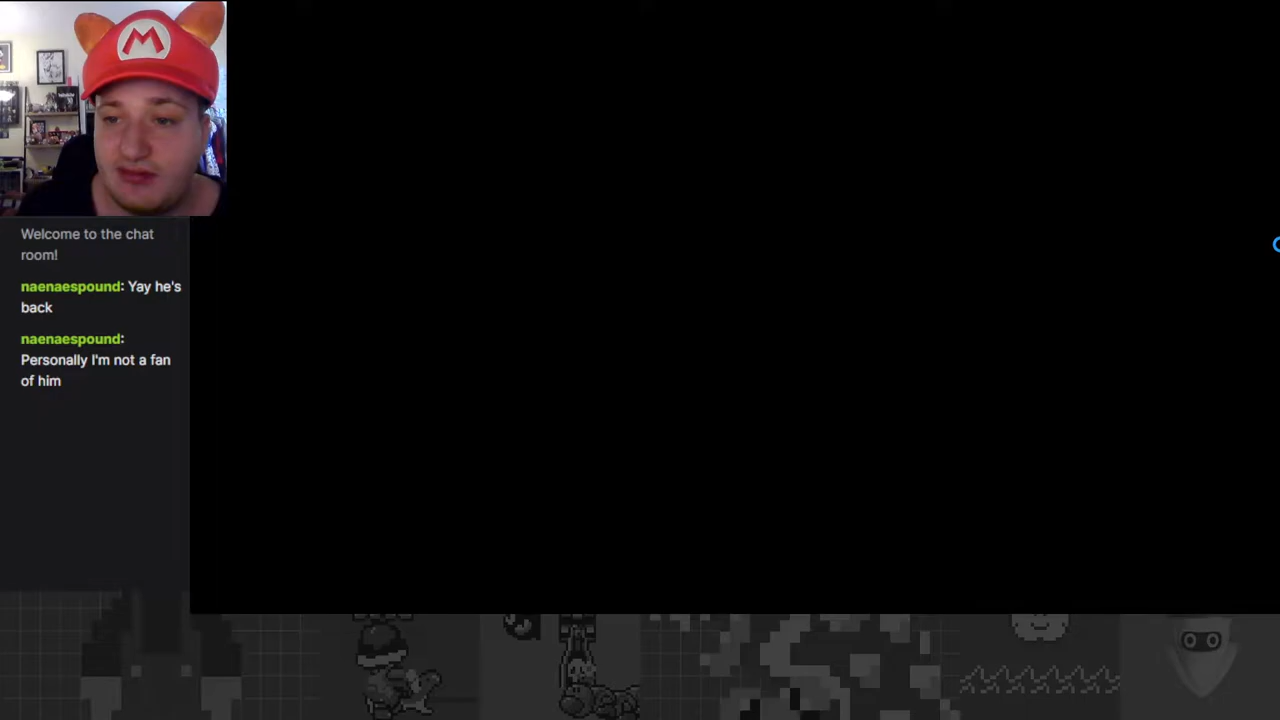 M
Welcome to the chat
room!
naenaespound: Yay he's
back
naenaespound:
Personally I'm not a fan
of him